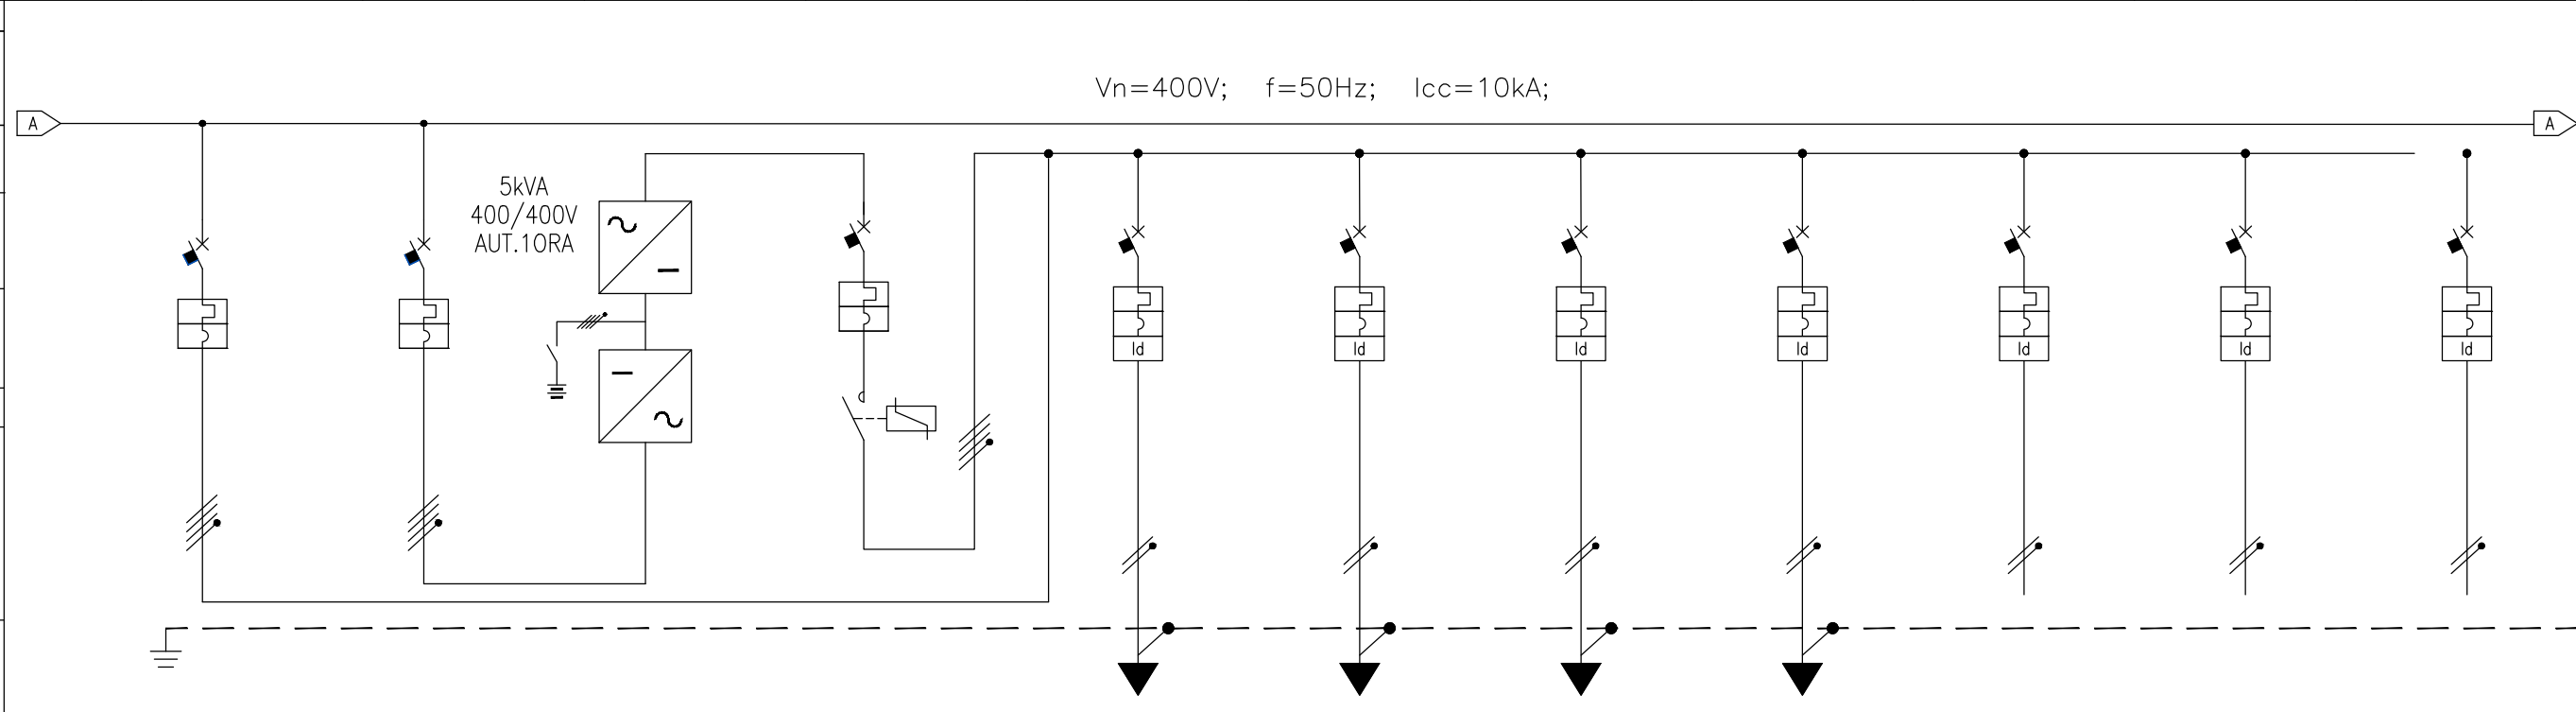 Vn=400V; f=50Hz; Icc=10kA;
A
A
5kVA
400/400V
AUT.10RA
Id
Id
Id
Id
Id
Id
Id